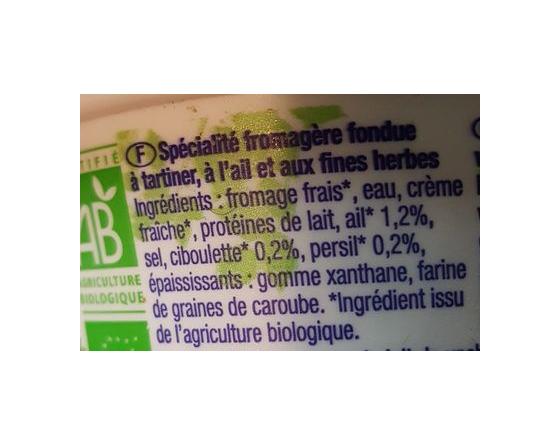 TIFIÉ
AB
AGRICULTURE
BIOLOGIQUE
F Spécialité fromagère fondue
à tartiner, à l'ail et aux fines herbes
Ingrédients : fromage frais*, eau, crème
fraîche*, protéines de lait, ail* 1,2%,
sel, ciboulette* 0,2%, persil* 0,2%,
épaississants : gomme xanthane, farine
de graines de caroube. *Ingrédient issu
de l'agriculture biologique.